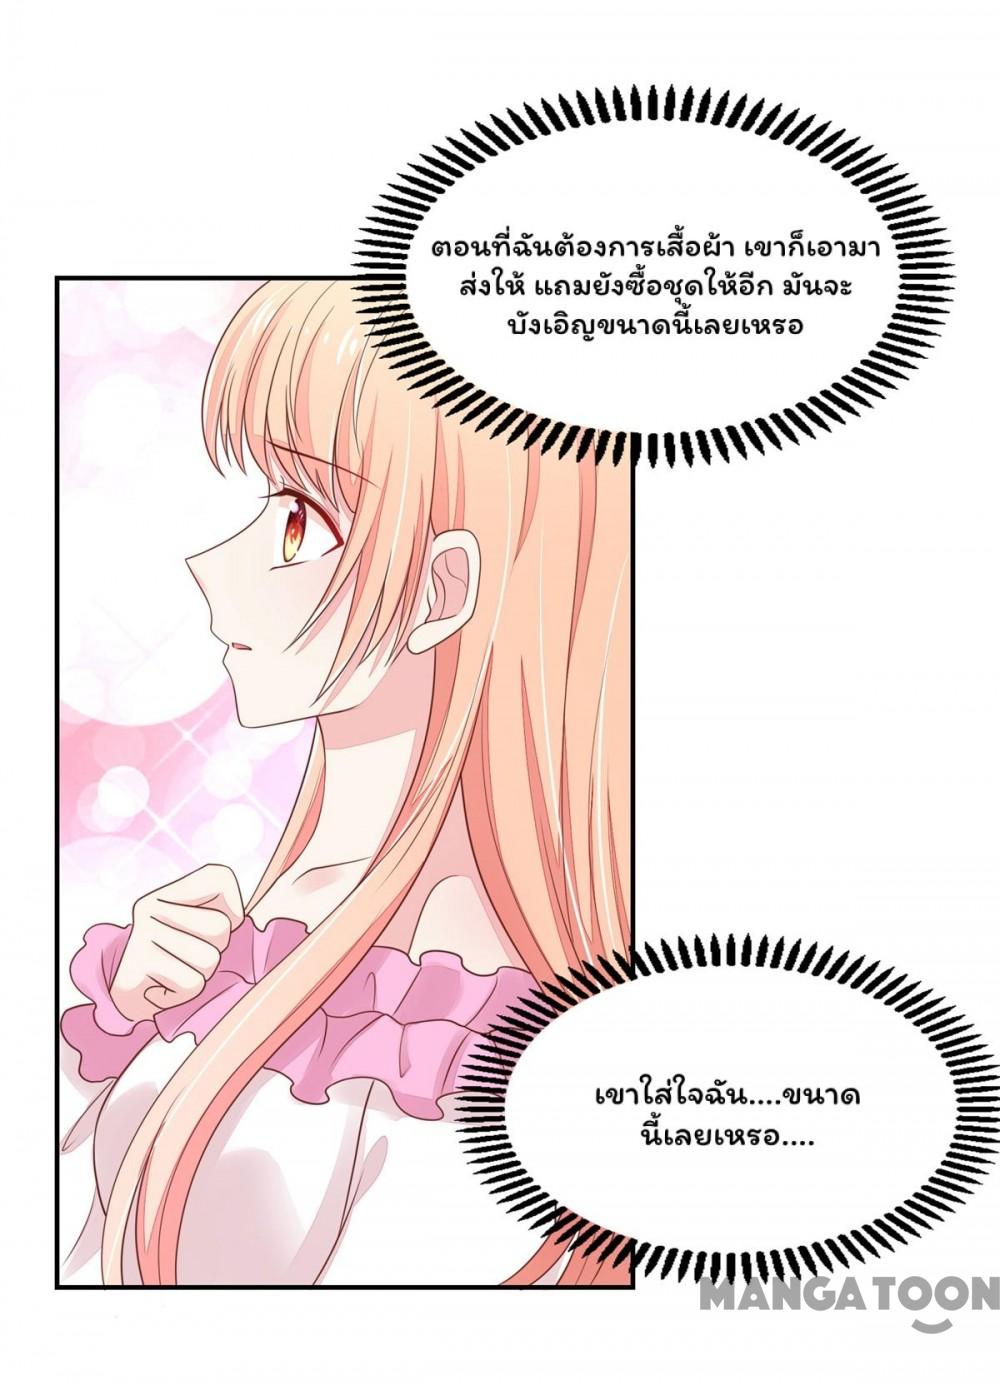 ตอนที่ฉันต้องการเสื้อผ้า เขาก็เอามา
ส่งให้ แถมยังซื้อชุดให้อีก มันจะ
บังเอิญขนาดนี้เลยเหรอ
เขาใส่ใจฉัน....ขนาด
นี้เลยเหรอ....
MANGATOON